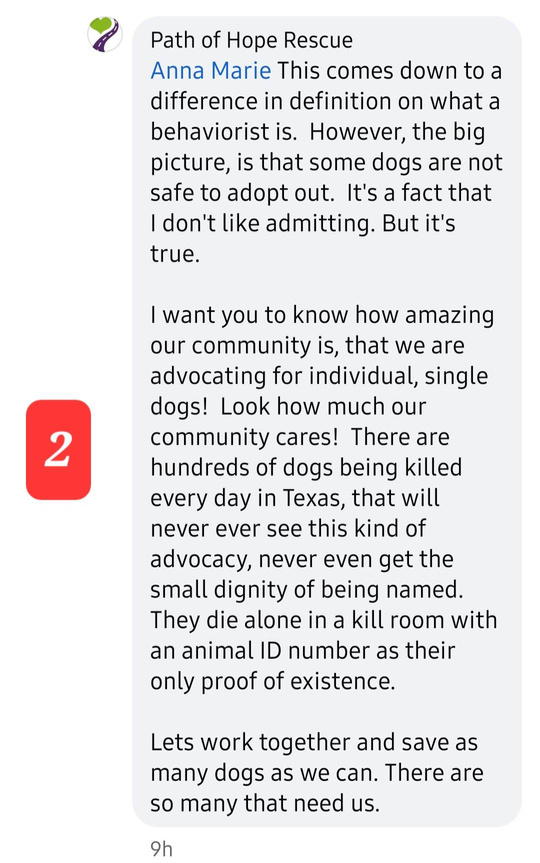 Path of Hope Rescue
Anna Marie This comes down to a
difference in definition on what a
behaviorist is.  However, the big
picture, is that some dogs are not
safe to adopt out.  It's a fact that
I don't like admitting. But it's
true.
I want you to know how amazing
our community is, that we are
advocating for individual, single
dogs!  Look how much our
community cares!  There are
hundreds of dogs being killed
every day in Texas, that will
never ever see this kind of
advocacy, never even get the
small dignity of being named.
They die alone in a kill room with
an animal ID number as their
only proof of existence.
Lets work together and save as
many dogs as we can. There are
so many that need us.
9h
2